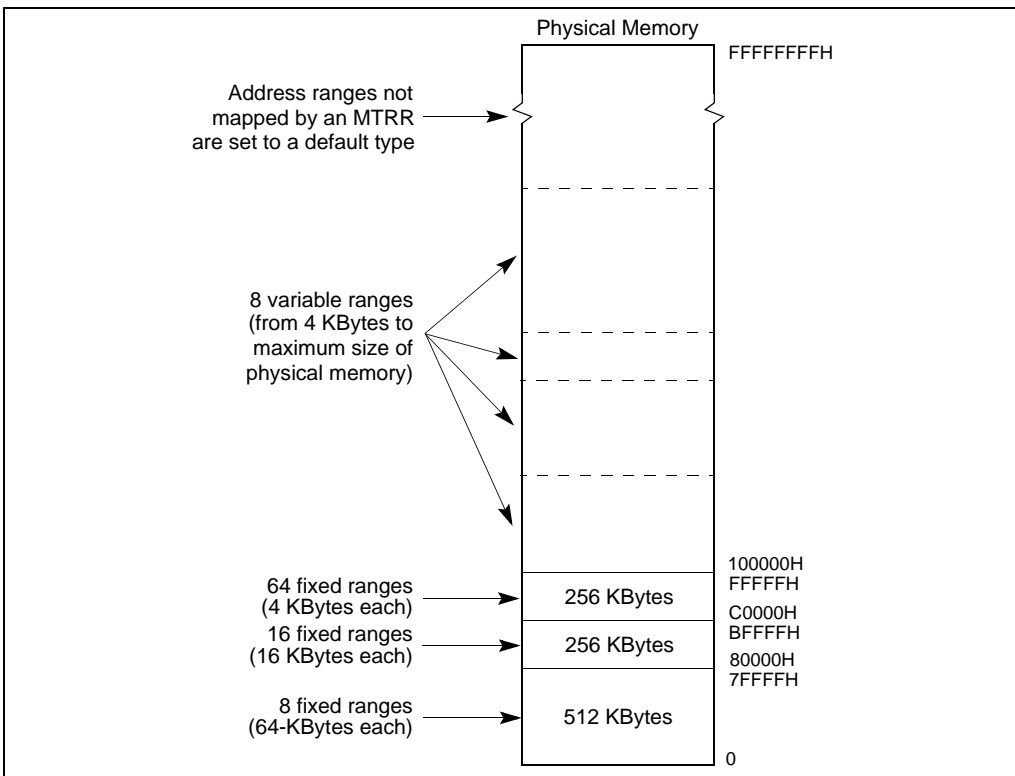 Physical Memory
FFFFFFFFH
Address ranges not
mapped by an MTRR
are set to a default type
8 variable ranges
(from 4 KBytes to
maximum size of
physical memory)
100000H
FFFFFH
64 fixed ranges
(4 KBytes each)
256 KBytes
C0000H
BFFFFH
16 fixed ranges
(16 KBytes each)
256 KBytes
80000H
7FFFFH
8 fixed ranges
(64-KBytes each)
512 KBytes
0